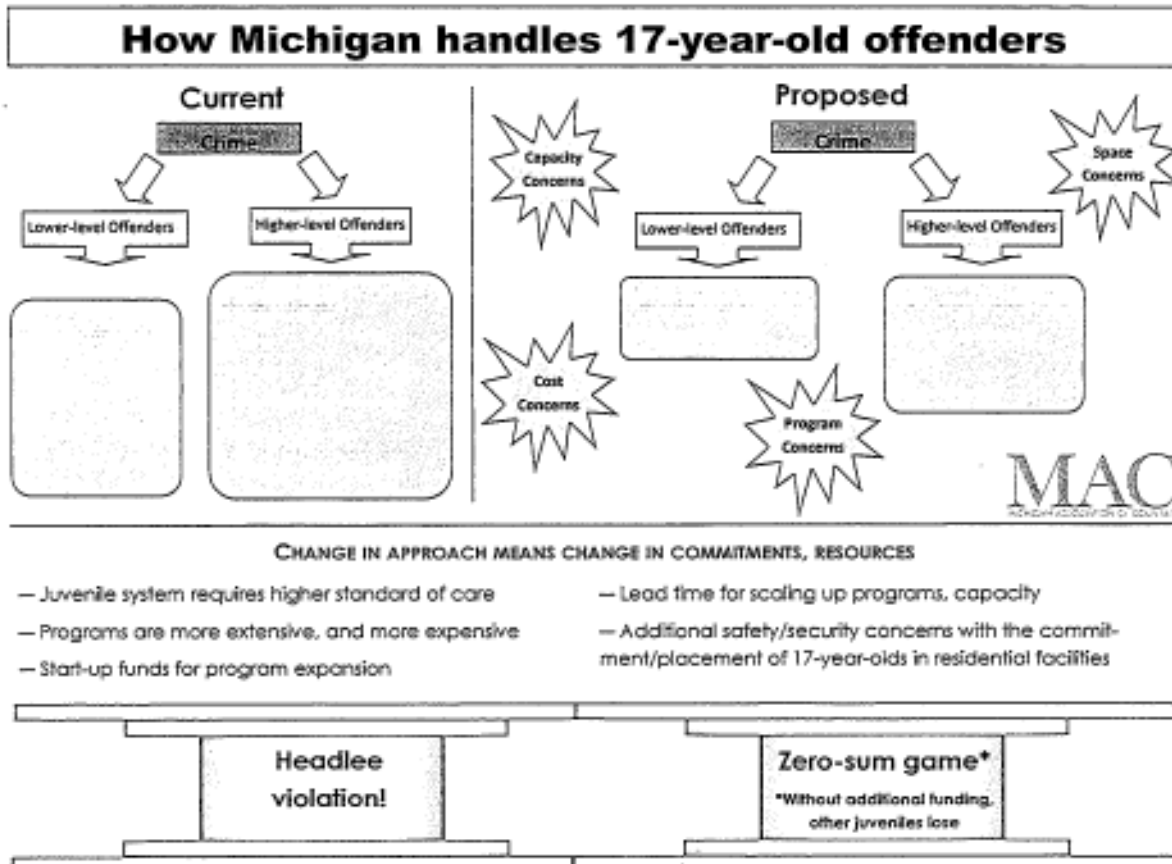 How Michigan handles 17-year-old offenders
Current
Crime
Lower-level Offenders
Higher-level Offenders
Proposed
Capacity
Concerns
Crime
Space
Concerns
Lower-level Offenders
Higher-level Offenders
Cost
Concerns
Program
Concerns
MAC
CHANGE IN APPROACH MEANS CHANGE IN COMMITMENTS, RESOURCES
— Juvenile system requires higher standard of care
— Programs are more extensive, and more expensive
— Start-up funds for program expansion
— Lead time for scaling up programs, capacity
— Additional safety/security concerns with the commit-
ment/placement of 17-year-olds in residential facilities
Headlee
violation!
Zero-sum game*
*Without additional funding,
other juveniles lose